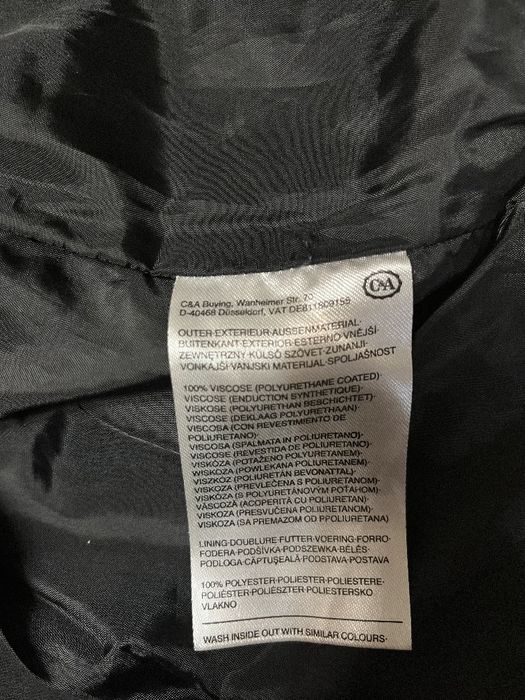 C&A
C&A Buying, Wanheimer Str. 70
D-40468 Düsseldorf, VAT DE811809155
OUTER·EXTERIEUR·AUSSENMATERIAL·
BUITENKANT·EXTERIOR·ESTERNO·VNĚJŠÍ·
ZEWNĘTRZNY·KÜLSŐ SZÖVET·ZUNANJI·
VONKAJŠÍ·VANJSKI MATERIJAL·SPOLJAŠNOST
100% VISCOSE (POLYURETHANE COATED)·
VISCOSE (ENDUCTION SYNTHETIQUE)·
VISKOSE (POLYURETHAN BESCHICHTET)·
VISCOSE (DEKLAAG POLYURETHAAN)·
VISCOSA (CON REVESTIMIENTO DE
POLIURETANO)·
VISCOSA (SPALMATA IN POLIURETANO)·
VISCOSE (REVESTIDA DE POLIURETANO)·
VISKÓZA (POTAŽENO POLYURETANEM)·
WISKOZA (POWLEKANA POLIURETANEM)·
VISZKÓZ (POLIURETÁN BEVONATTAL)·
VISKOZA (PREVLEČENA S POLIURETANOM)·
VISKÓZA (S POLYURETÁNOVÝM POŤAHOM)·
VÂSCOZĂ (ACOPERITĂ CU POLIURETAN)·
VISKOZA (PRESVUČENA POLIURETANOM)·
VISKOZA (SA PREMAZOM OD PPOLIURETANA)
LINING·DOUBLURE·FUTTER·VOERING·FORRO·
FODERA·PODŠÍVKA·PODSZEWKA·BÉLÉS·
PODLOGA·CĂPTUŞEALĂ·PODSTAVA·POSTAVA
100% POLYESTER·POLIESTER·POLIESTERE·
POLIÉSTER·POLIÉSZTER·POLIESTERSKO
VLAKNO
WASH INSIDE OUT WITH SIMILAR COLOURS·